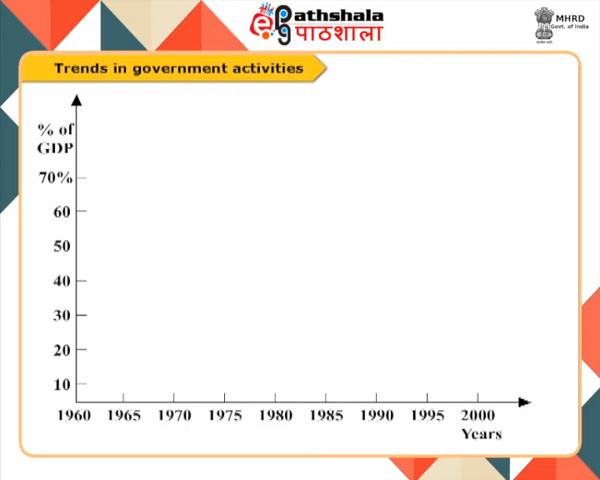 ePathshala
पाठशाला
MHRD
Govt. of India
Trends in government activities
% of
GDP
70%
60
50
40
30
20
10
1960 1965 1970 1975 1980 1985 1990 1995 2000
Years